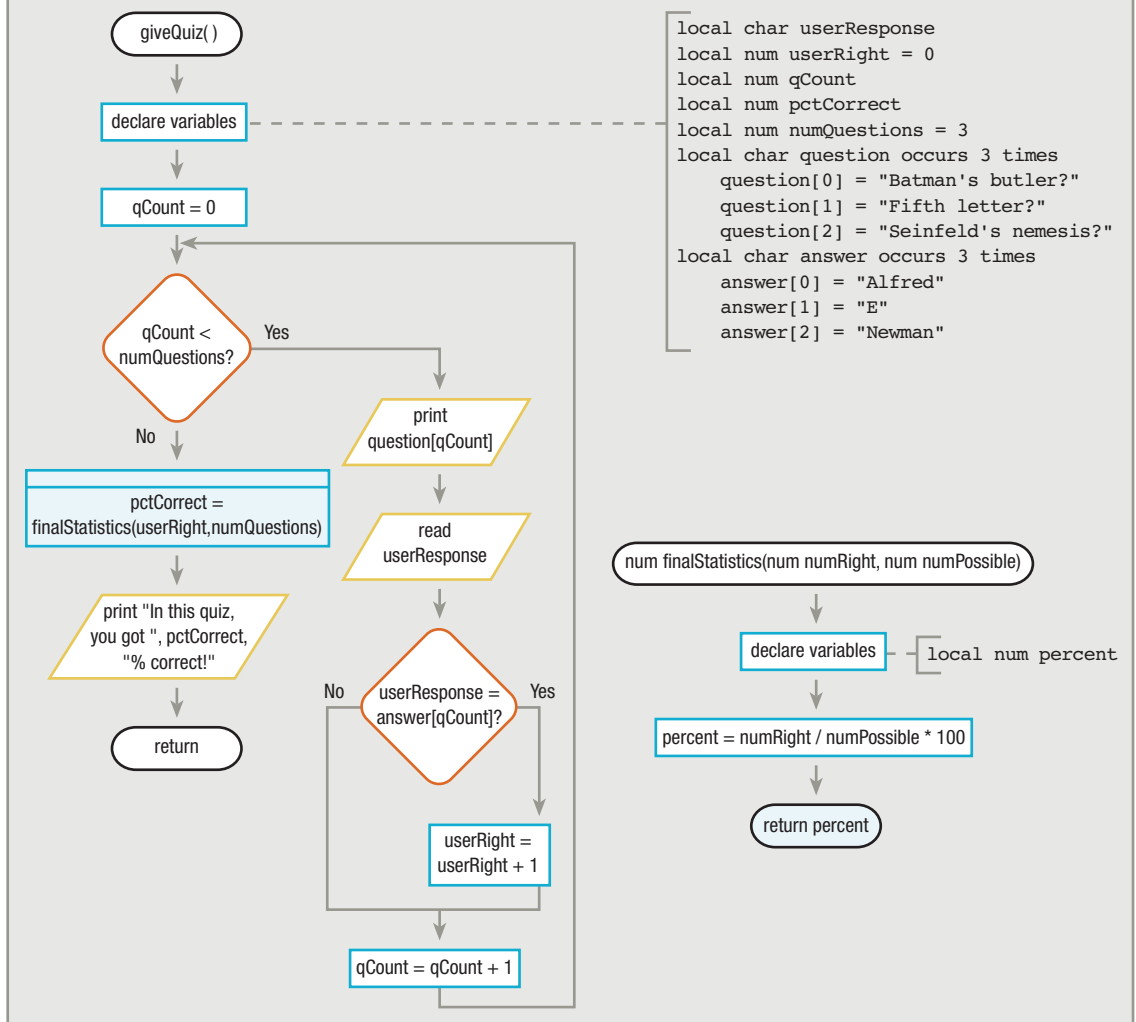 giveQuiz( )
declare variables
local char userResponse
local num userRight = 0
local num qCount
local num pctCorrect
local num numQuestions = 3
local char question occurs 3 times
question[0] = "Batman's butler?"
question[1] = "Fifth letter?"
question[2] = "Seinfeld's nemesis?"
local char answer occurs 3 times
answer[0] = "Alfred"
answer[1] = "E"
answer[2] = "Newman"
qCount = 0
qCount <
numQuestions?
Yes
No
print
question[qCount]
read
userResponse
userResponse =
answer[qCount]?
No
Yes
userRight =
userRight + 1
qCount = qCount + 1
pctCorrect =
finalStatistics(userRight,numQuestions)
print "In this quiz,
you got ", pctCorrect,
"% correct!"
return
num finalStatistics(num numRight, num numPossible)
declare variables
local num percent
percent = numRight / numPossible * 100
return percent